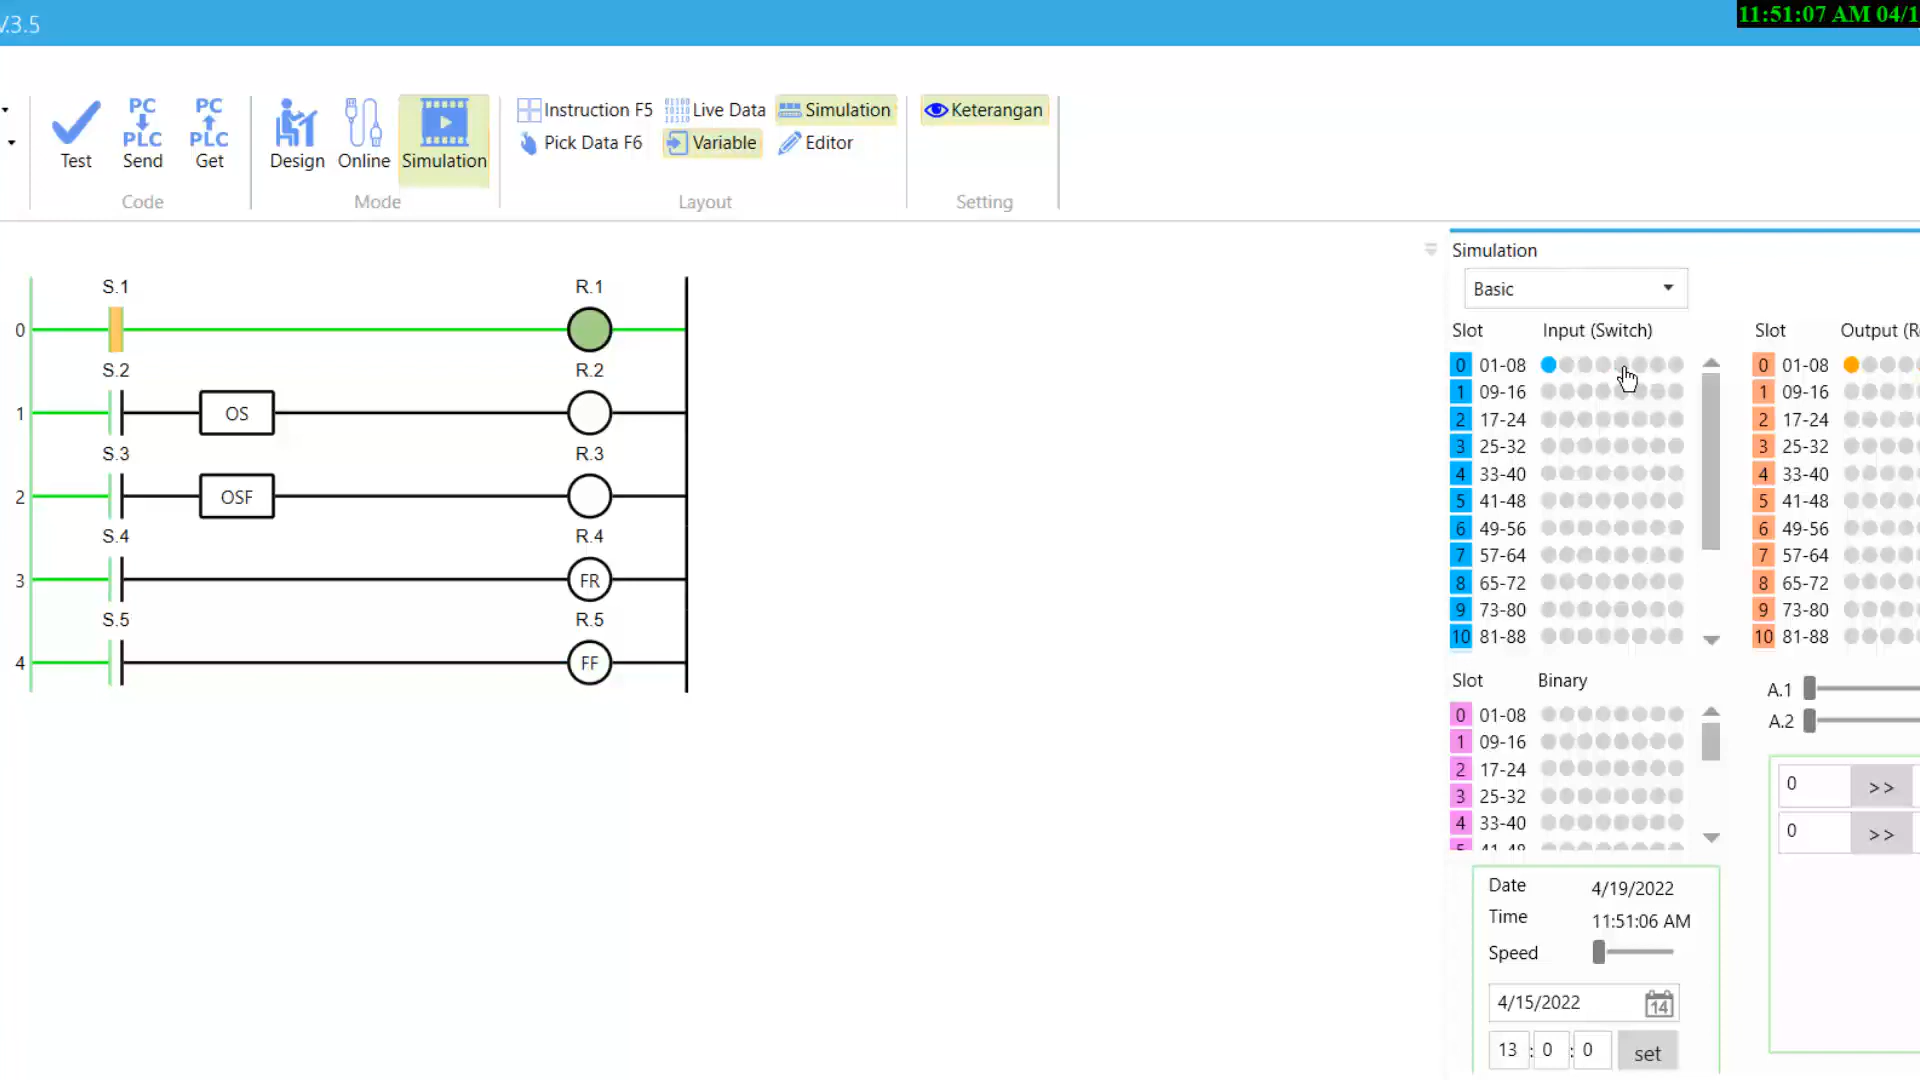 V.3.5
11:51:07 AM 04/1
Test
PC
PLC
Send
PC
PLC
Get
Code
Design
Online
Simulation
Mode
Instruction F5
Pick Data F6
Live Data
Variable
Simulation
Editor
Layout
Keterangan
Setting
S.1
R.1
0
S.2
R.2
1
OS
S.3
R.3
2
OSF
S.4
R.4
3
FR
S.5
R.5
4
FF
Simulation
Basic
Slot Input (Switch)
0 01-08
1 09-16
2 17-24
3 25-32
4 33-40
5 41-48
6 49-56
7 57-64
8 65-72
9 73-80
10 81-88
Slot Output (R
0 01-08
1 09-16
2 17-24
3 25-32
4 33-40
5 41-48
6 49-56
7 57-64
8 65-72
9 73-80
10 81-88
Slot Binary
0 01-08
1 09-16
2 17-24
3 25-32
4 33-40
5 41-48
A.1
A.2
0 >>
0 >>
Date 4/19/2022
Time 11:51:06 AM
Speed
4/15/2022 14
13 : 0 : 0 set